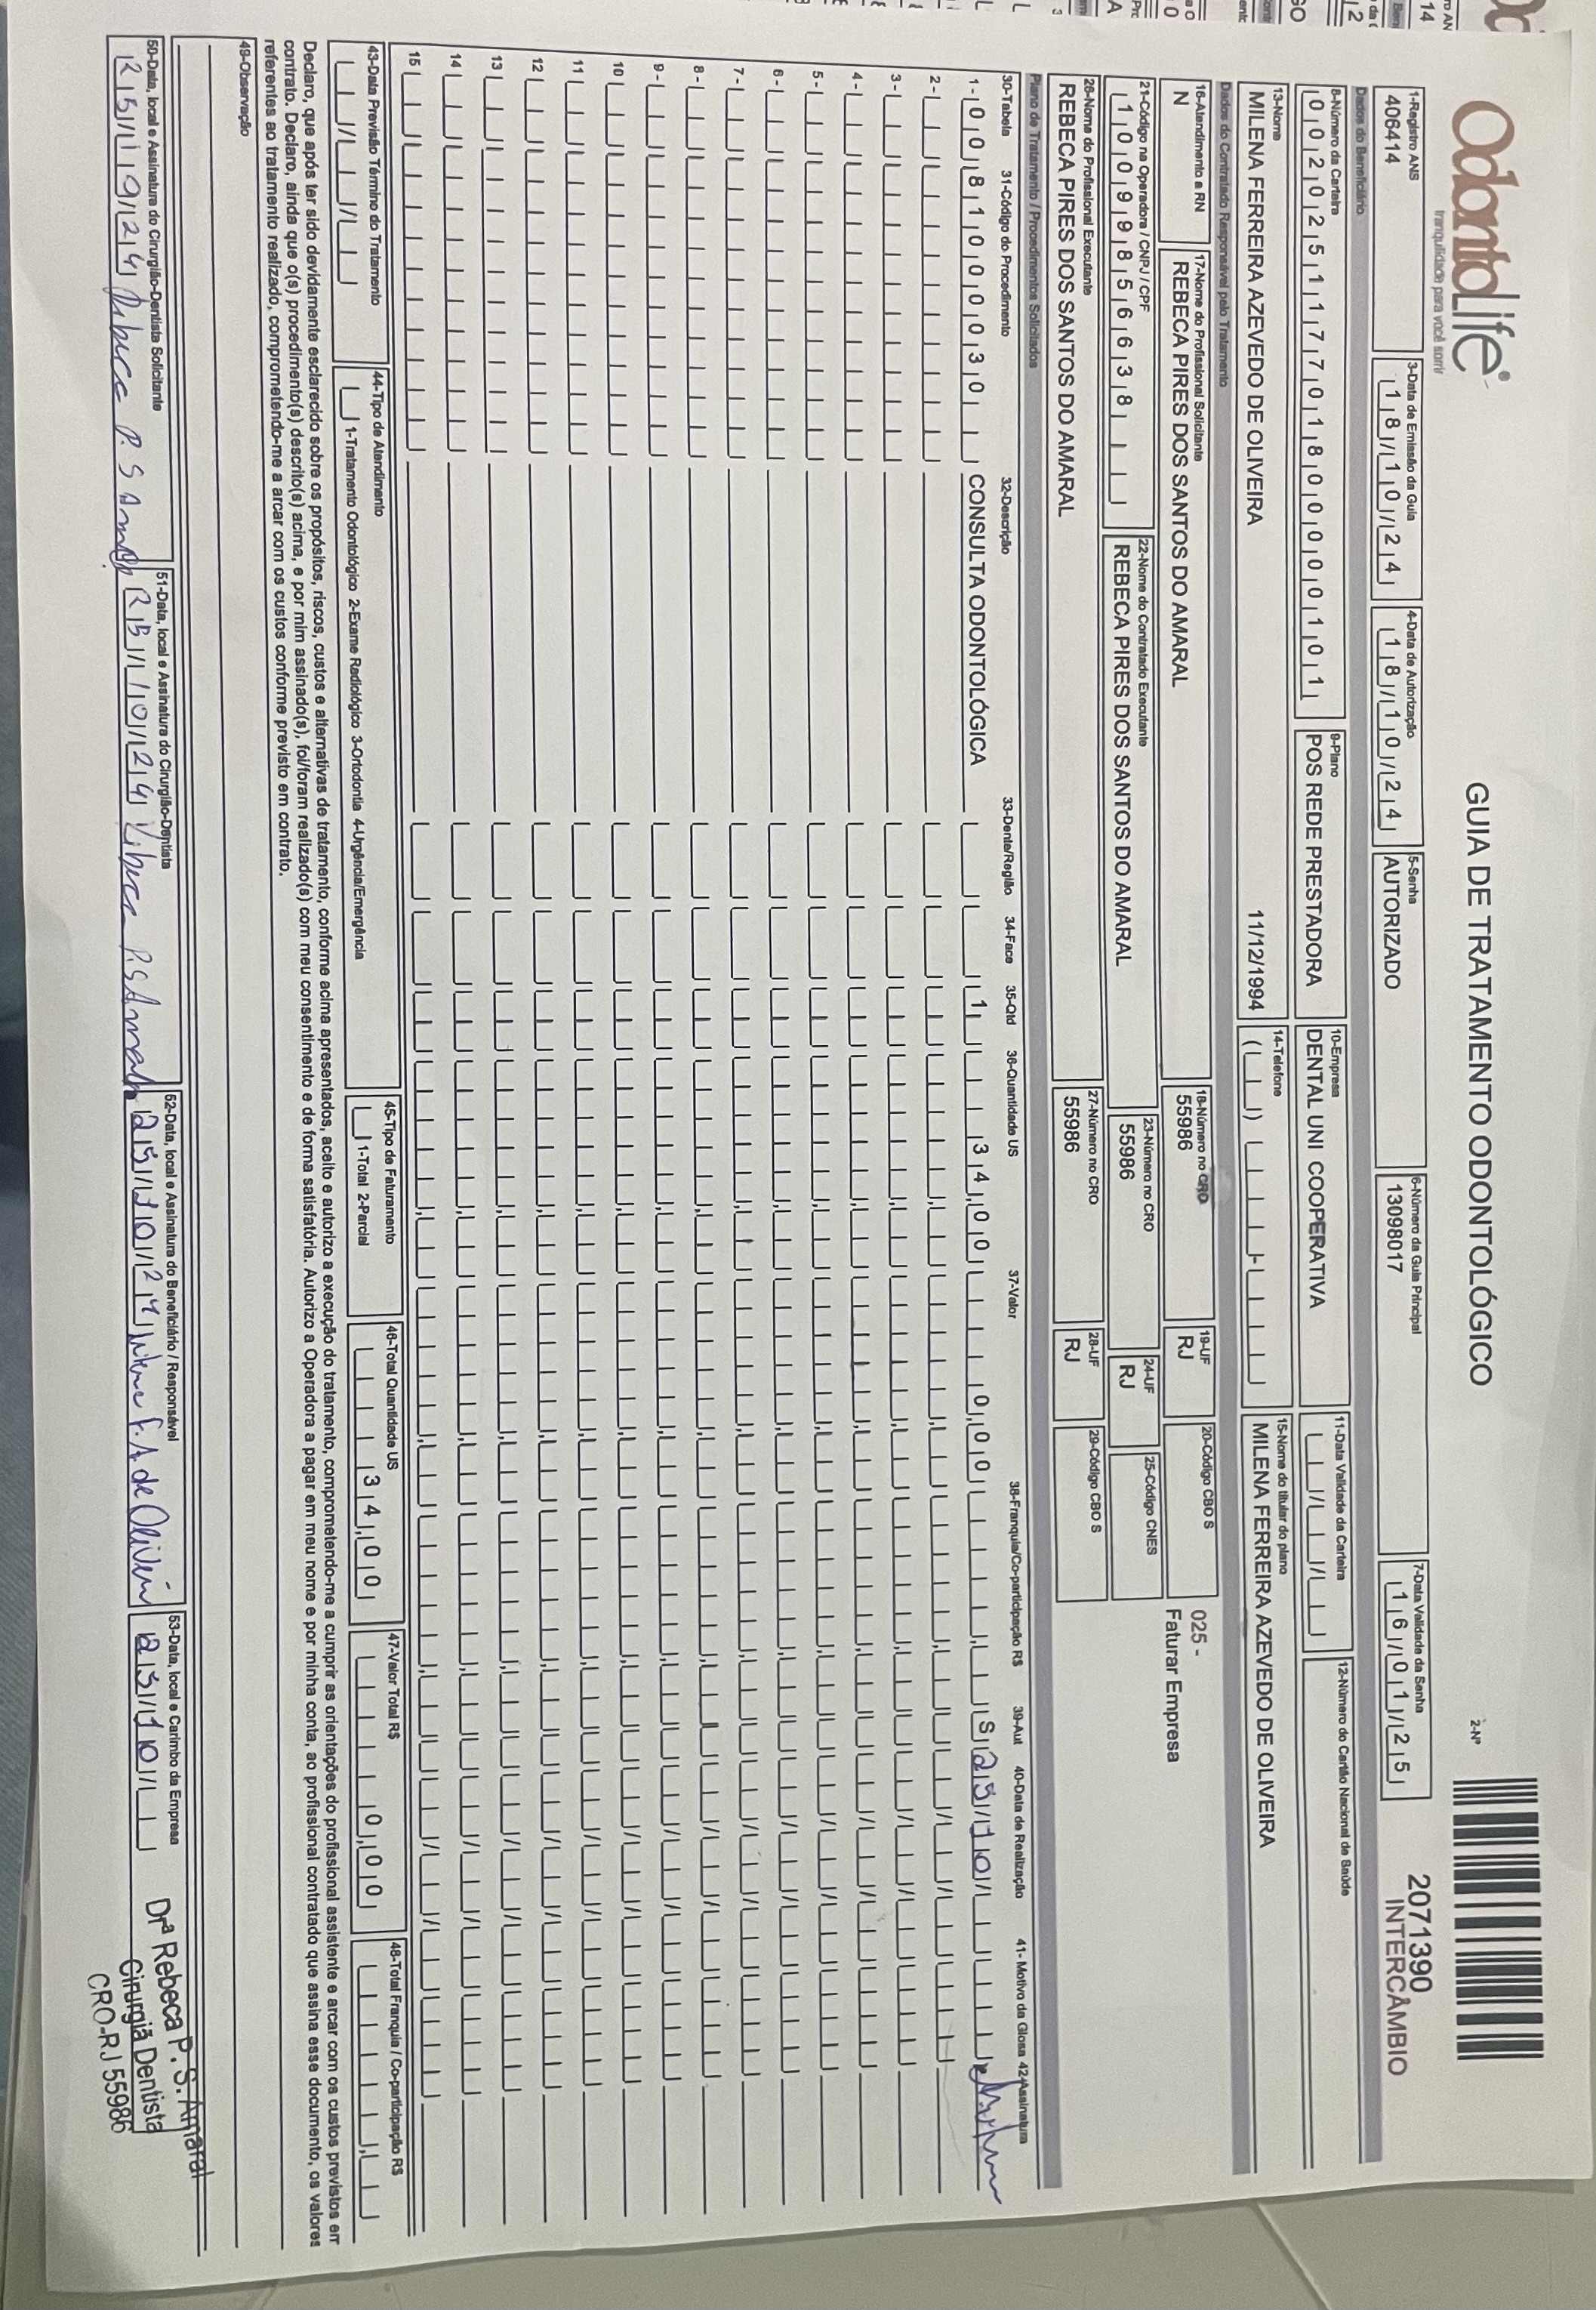 OdontoLife®
tranquilidade para você sorrir
GUIA DE TRATAMENTO ODONTOLÓGICO
2-Nº
2071390
INTERCÂMBIO
1-Registro ANS
406414
3-Data de Emissão da Guia
18/10/24
4-Data de Autorização
18/10/24
5-Senha
AUTORIZADO
6-Número da Guia Principal
13098017
7-Data Validade da Senha
16/01/25
Dados do Beneficiário
8-Número da Carteira
00202511770180000101
9-Plano
POS REDE PRESTADORA
10-Empresa
DENTAL UNI COOPERATIVA
11-Data Validade da Carteira
12-Número do Cartão Nacional de Saúde
13-Nome
MILENA FERREIRA AZEVEDO DE OLIVEIRA 11/12/1994
14-Telefone
15-Nome do titular do plano
MILENA FERREIRA AZEVEDO DE OLIVEIRA
Dados do Contratado Responsável pelo Tratamento
16-Atendimento a RN
N
17-Nome do Profissional Solicitante
REBECA PIRES DOS SANTOS DO AMARAL
18-Número no CRO
55986
19-UF
RJ
20-Código CBO S
025 -
Faturar Empresa
21-Código na Operadora / CNPJ / CPF
10099856638
22-Nome do Contratado Executante
REBECA PIRES DOS SANTOS DO AMARAL
23-Número no CRO
55986
24-UF
RJ
25-Código CNES
26-Nome do Profissional Executante
REBECA PIRES DOS SANTOS DO AMARAL
27-Número no CRO
55986
28-UF
RJ
29-Código CBO S
Plano de Tratamento / Procedimentos Solicitados
30-Tabela 31-Código do Procedimento 32-Descrição 33-Dente/Região 34-Face 35-Qtd 36-Quantidade US 37-Valor 38-Franquia/Co-participação R$ 39-Aut 40-Data de Realização 41-Motivo da Glosa 42-Assinatura
1- 00 81000030 CONSULTA ODONTOLÓGICA 1 34,00 0,00 S 25/10/
2-
3-
4-
5-
6-
7-
8-
9-
10
11
12
13
14
15
43-Data Previsão Término do Tratamento
44-Tipo de Atendimento
1-Tratamento Odontológico 2-Exame Radiológico 3-Ortodontia 4-Urgência/Emergência
45-Tipo de Faturamento
1-Total 2-Parcial
46-Total Quantidade US
34,00
47-Valor Total R$
0,00
48-Total Franquia / Co-participação R$
Declaro, que após ter sido devidamente esclarecido sobre os propósitos, riscos, custos e alternativas de tratamento, conforme acima apresentados, aceito e autorizo a execução do tratamento, comprometendo-me a cumprir as orientações do profissional assistente e arcar com os custos previstos em
contrato. Declaro, ainda que o(s) procedimento(s) descrito(s) acima, e por mim assinado(s), foi/foram realizado(s) com meu consentimento e de forma satisfatória. Autorizo a Operadora a pagar em meu nome e por minha conta, ao profissional contratado que assina esse documento, os valores
referentes ao tratamento realizado, comprometendo-me a arcar com os custos conforme previsto em contrato.
49-Observação
50-Data, local e Assinatura do Cirurgião-Dentista Solicitante
51-Data, local e Assinatura do Cirurgião-Dentista
52-Data, local e Assinatura do Beneficiário / Responsável
25/10/24 F. A. de Oliveira
53-Data, local e Carimbo da Empresa
25/10/
Drª Rebeca P. S. Amaral
Cirurgiã Dentista
CRO-RJ 55986